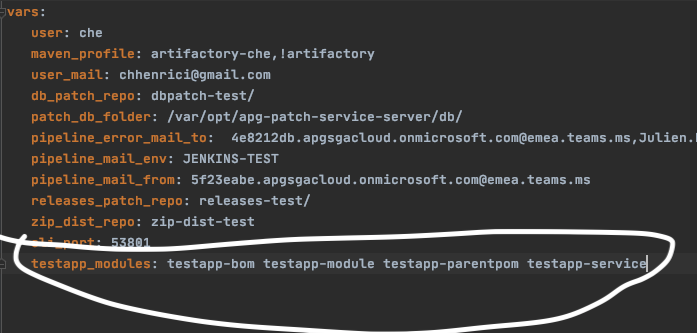 vars:
user: che
maven_profile: artifactory-che,!artifactory
user_mail: chhenrici@gmail.com
db_patch_repo: dbpatch-test/
patch_db_folder: /var/opt/apg-patch-service-server/db/
pipeline_error_mail_to:  4e8212db.apgsgacloud.onmicrosoft.com@emea.teams.ms,Julien.
pipeline_mail_env: JENKINS-TEST
pipeline_mail_from: 5f23eabe.apgsgacloud.onmicrosoft.com@emea.teams.ms
releases_patch_repo: releases-test/
zip_dist_repo: zip-dist-test
port: 53801
testapp_modules: testapp-bom testapp-module testapp-parentpom testapp-service